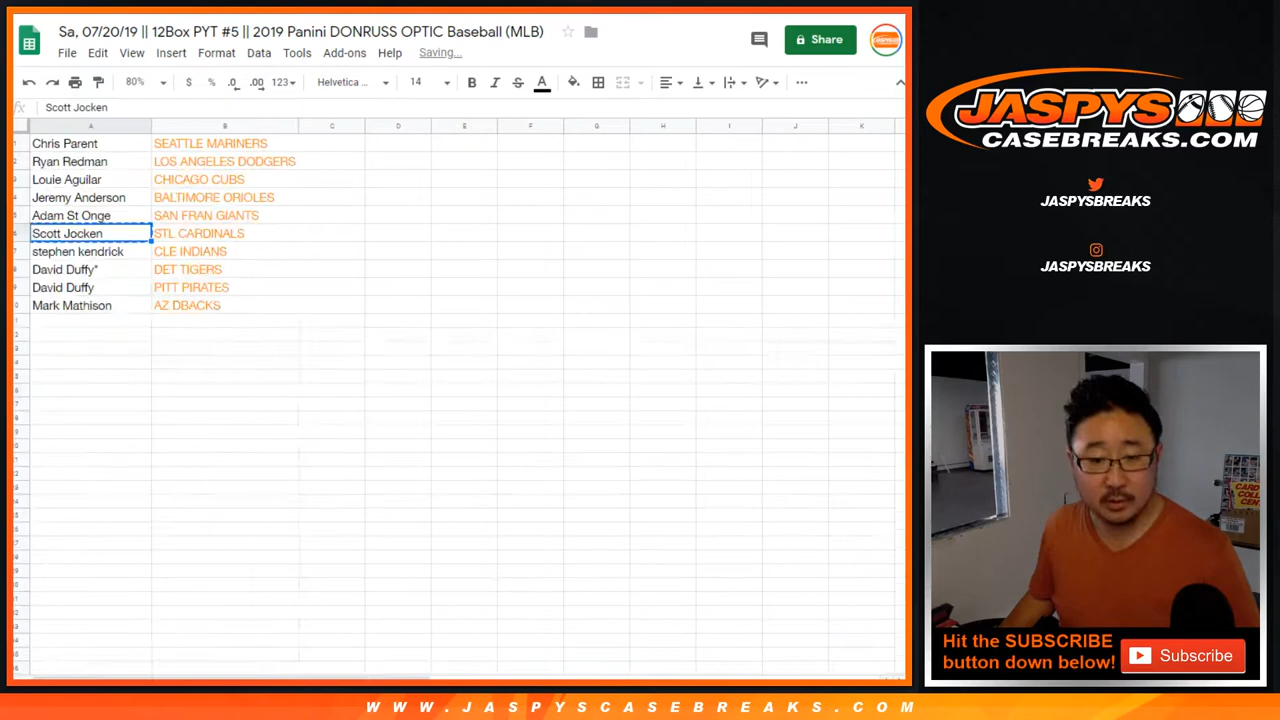 Sa, 07/20/19 || 12Box PYT #5 || 2019 Panini DONRUSS OPTIC Baseball (MLB)
File Edit View Insert Format Data Tools Add-ons Help Saving...
Share
80% $ % .0 .00 123 Helvetica ... 14 B I S A
Scott Jocken
A B C D E F G H I J K
Chris Parent SEATTLE MARINERS
Ryan Redman LOS ANGELES DODGERS
Louie Aguilar CHICAGO CUBS
Jeremy Anderson BALTIMORE ORIOLES
Adam St Onge SAN FRAN GIANTS
Scott Jocken STL CARDINALS
stephen kendrick CLE INDIANS
David Duffy* DET TIGERS
David Duffy PITT PIRATES
Mark Mathison AZ DBACKS
JASPYS
CASEBREAKS.COM
JASPYSBREAKS
JASPYSBREAKS
Hit the SUBSCRIBE
button down below!
Subscribe
WWW.JASPYSCASEBREAKS.COM